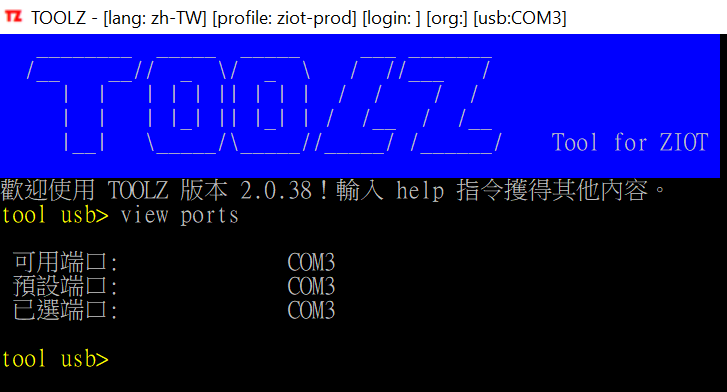 TOOLZ - [lang: zh-TW] [profile: ziot-prod] [login: ] [org:] [usb:COM3]
TOOLZ
Tool for ZIOT
歡迎使用 TOOLZ 版本 2.0.38！輸入 help 指令獲得其他內容。
tool usb> view ports
可用端口: COM3
預設端口: COM3
已選端口: COM3
tool usb>